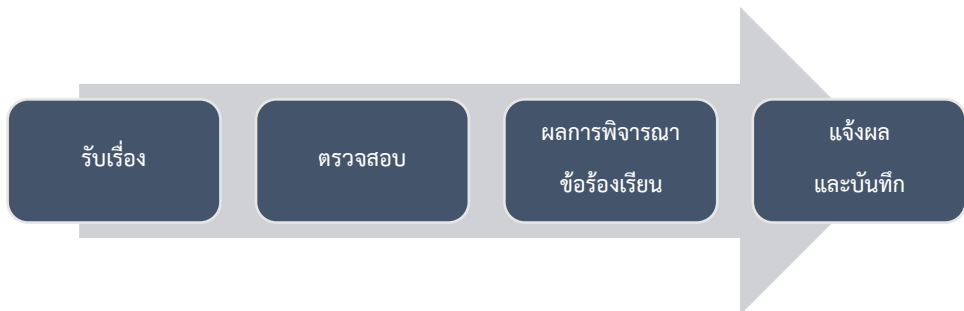 รับเรื่อง
ตรวจสอบ
ผลการพิจารณา
ข้อร้องเรียน
แจ้งผล
และบันทึก